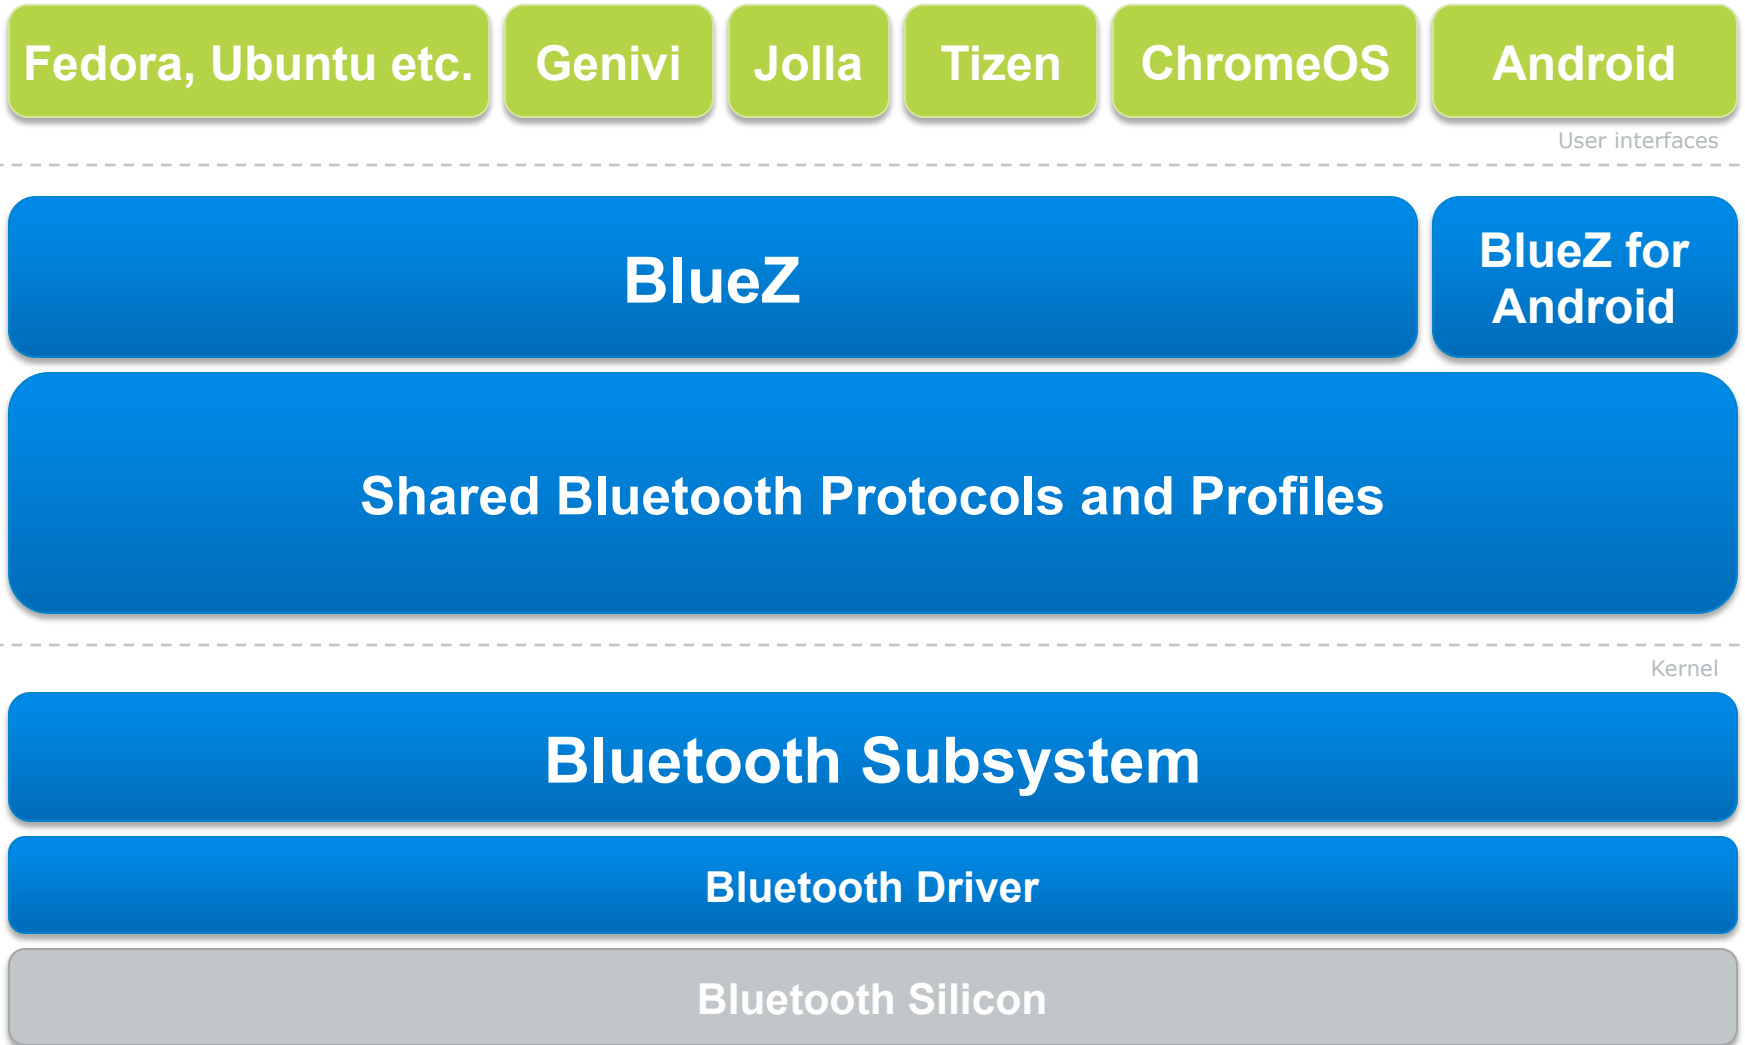 Fedora, Ubuntu etc.
Genivi
Jolla
Tizen
ChromeOS
Android
User interfaces
BlueZ
BlueZ for
Android
Shared Bluetooth Protocols and Profiles
Kernel
Bluetooth Subsystem
Bluetooth Driver
Bluetooth Silicon